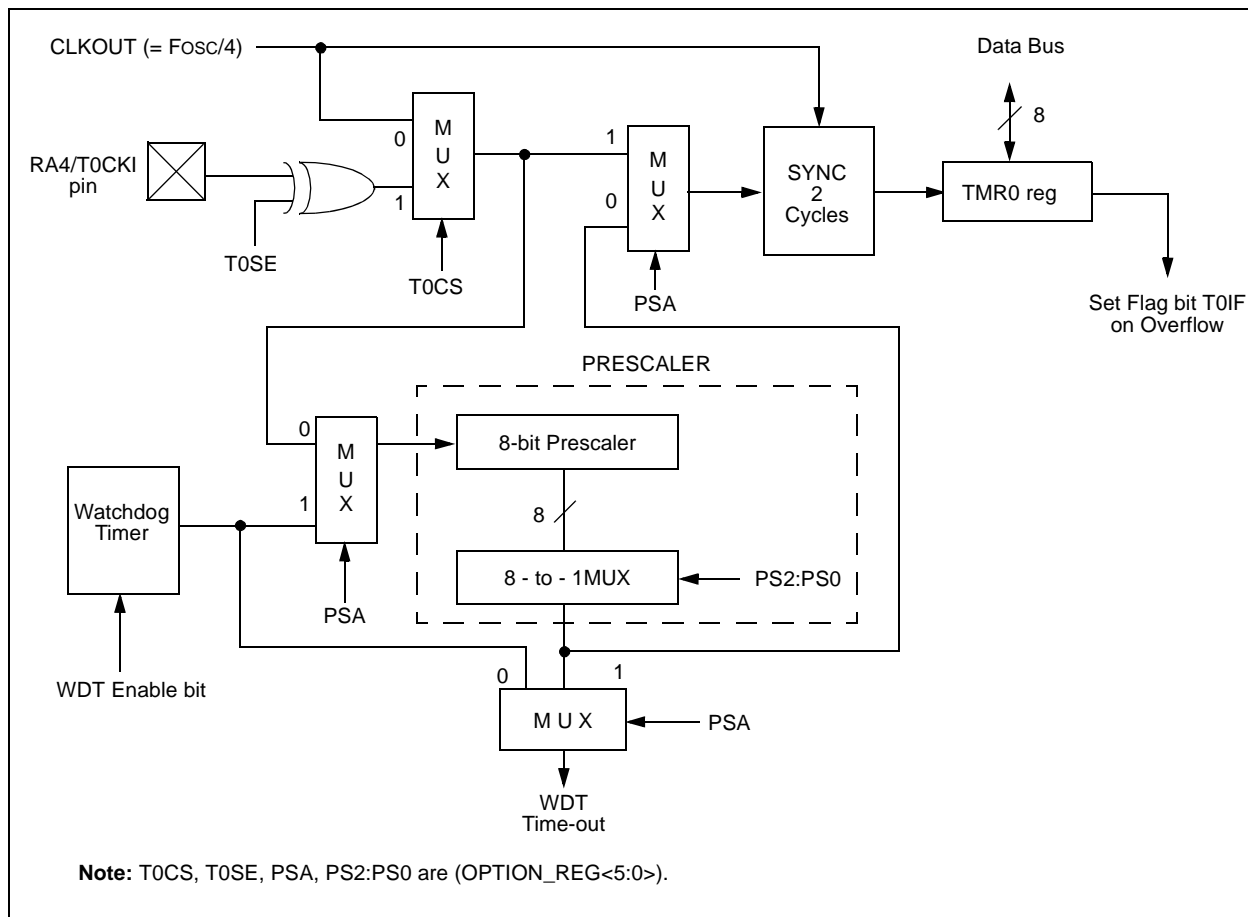 CLKOUT (= FOSC/4)
Data Bus
8
0
M
U
X
1
RA4/T0CKI
pin
T0SE
T0CS
1
0
M
U
X
PSA
SYNC
2
Cycles
TMR0 reg
Set Flag bit T0IF
on Overflow
PRESCALER
0
1
M
U
X
PSA
8-bit Prescaler
8
8 - to - 1MUX
PS2:PS0
Watchdog
Timer
WDT Enable bit
0
1
M U X
PSA
WDT
Time-out
Note: T0CS, T0SE, PSA, PS2:PS0 are (OPTION_REG<5:0>).